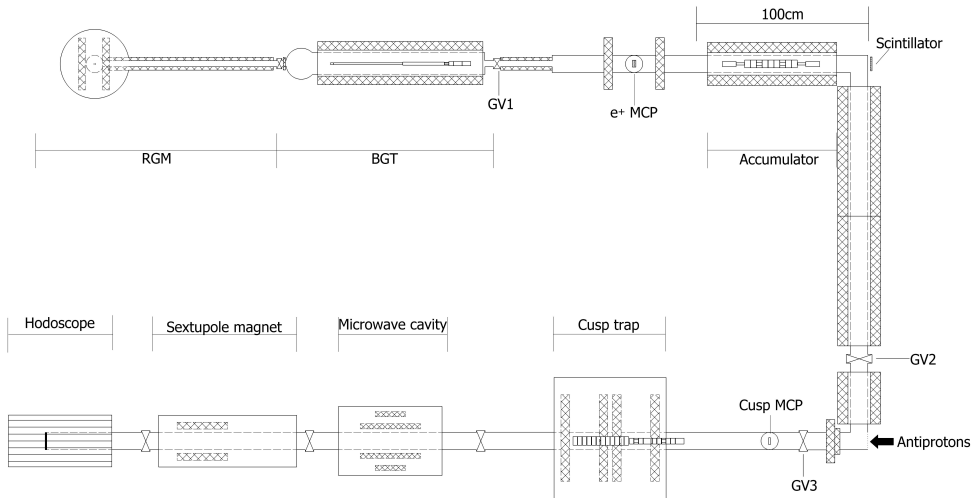 100cm
Scintillator
GV1
e+ MCP
RGM
BGT
Accumulator
Hodoscope
Sextupole magnet
Microwave cavity
Cusp trap
GV2
Cusp MCP
Antiprotons
GV3